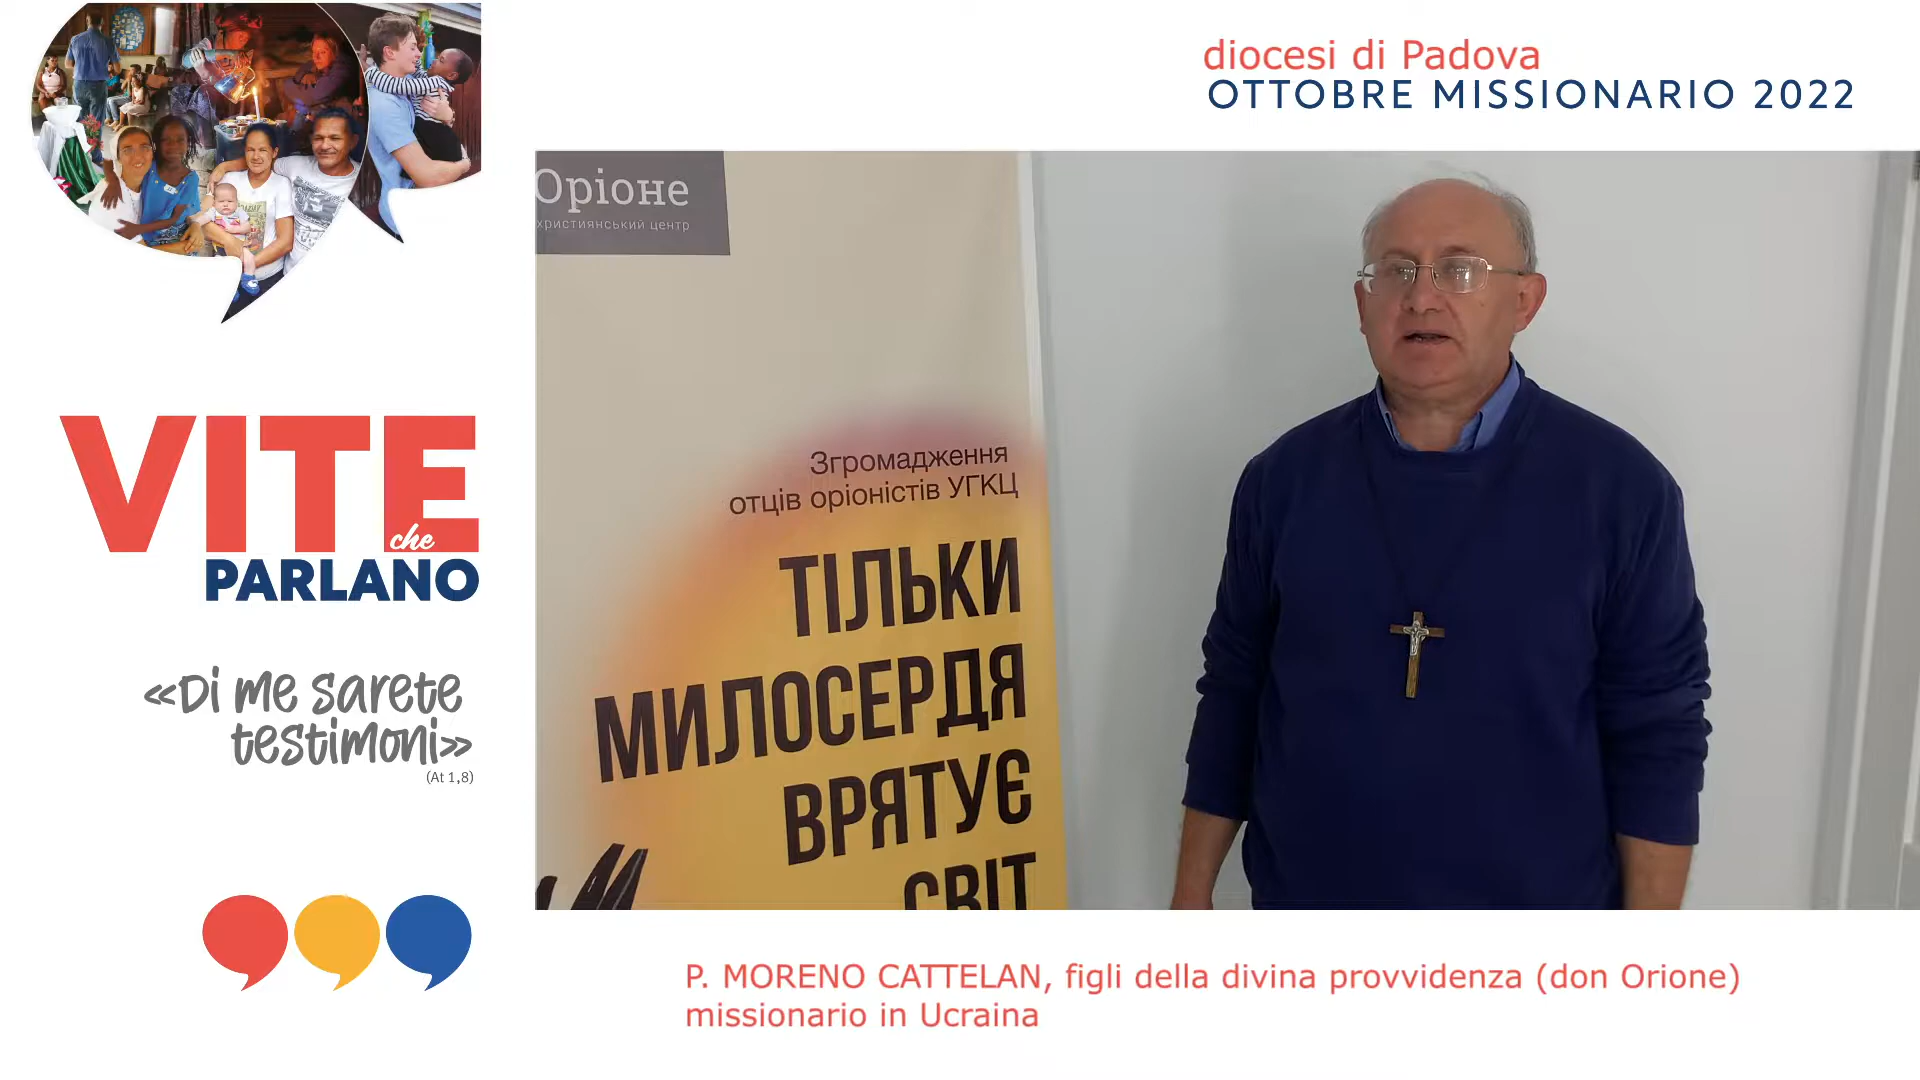 diocesi di Padova
OTTOBRE MISSIONARIO 2022
VITE
che
PARLANO
«Di me sarete
testimoni»
(At 1,8)
Оріоне
християнський центр
Згромадження
отців оріоністів УГКЦ
ТІЛЬКИ
МИЛОСЕРДЯ
ВРЯТУЄ
СВІТ
P. MORENO CATTELAN, figli della divina provvidenza (don Orione)
missionario in Ucraina